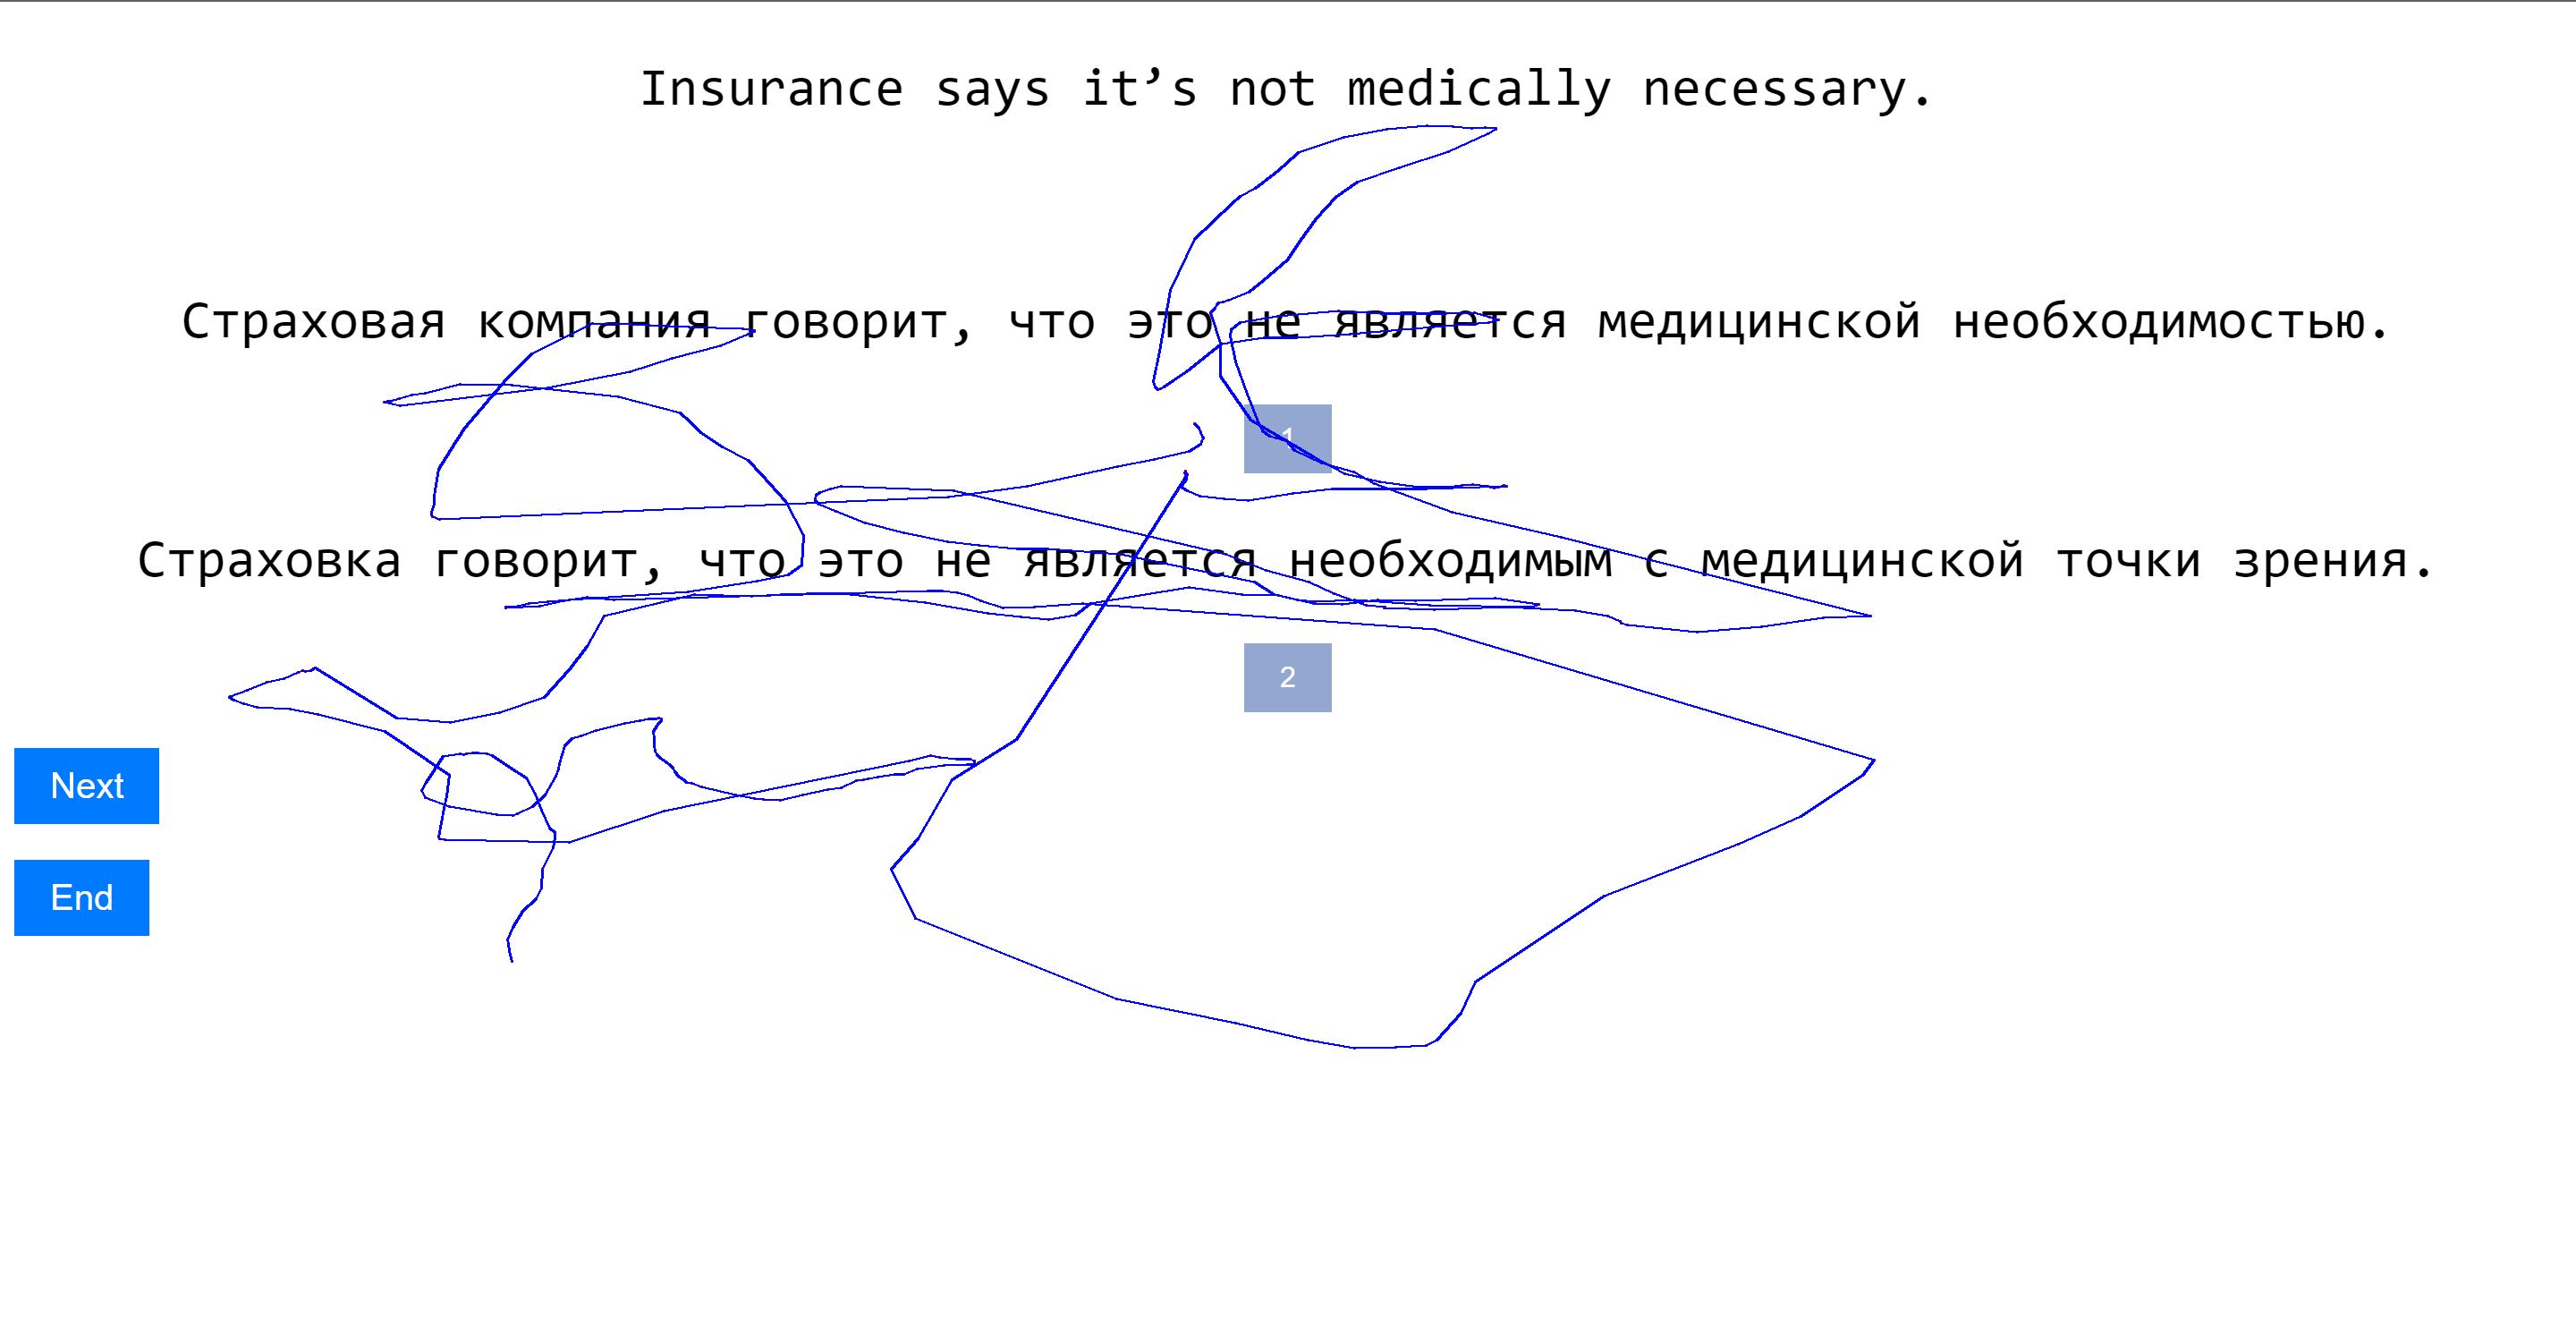 Insurance says it’s not medically necessary.
Страховая компания говорит, что это не является медицинской необходимостью.
1
Страховка говорит, что это не является необходимым с медицинской точки зрения.
2
Next
End